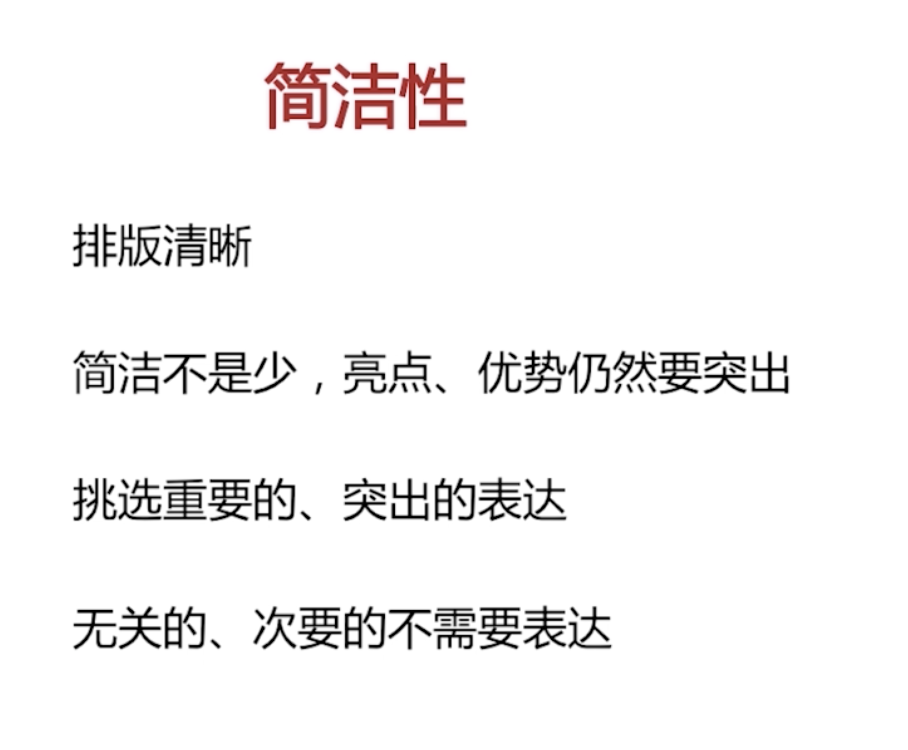 简洁性
排版清晰
简洁不是少，亮点、优势仍然要突出
挑选重要的、突出的表达
无关的、次要的不需要表达